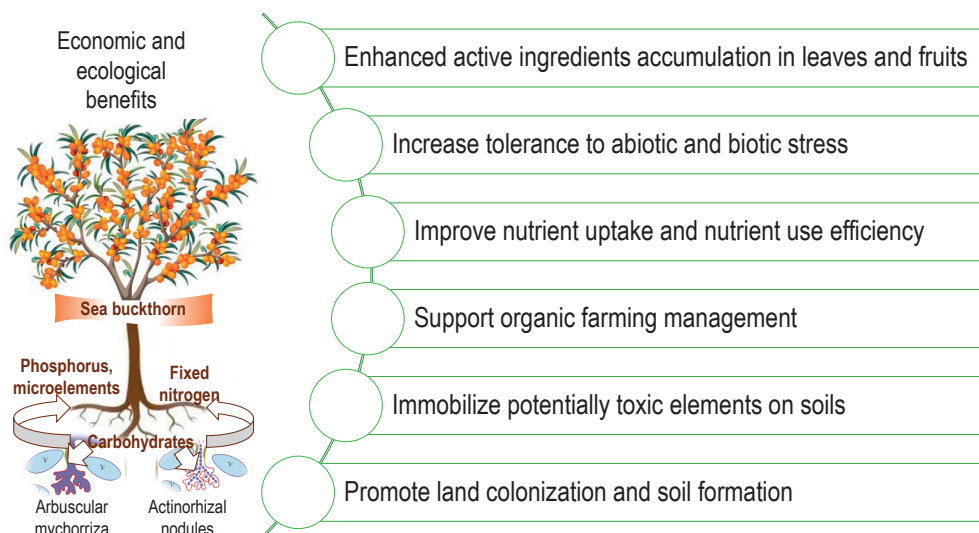 Economic and
ecological
benefits
Sea buckthorn
Phosphorus,
microelements
Fixed
nitrogen
Carbohydrates
Arbuscular
mychorriza
Actinorhizal
nodules
Enhanced active ingredients accumulation in leaves and fruits
Increase tolerance to abiotic and biotic stress
Improve nutrient uptake and nutrient use efficiency
Support organic farming management
Immobilize potentially toxic elements on soils
Promote land colonization and soil formation